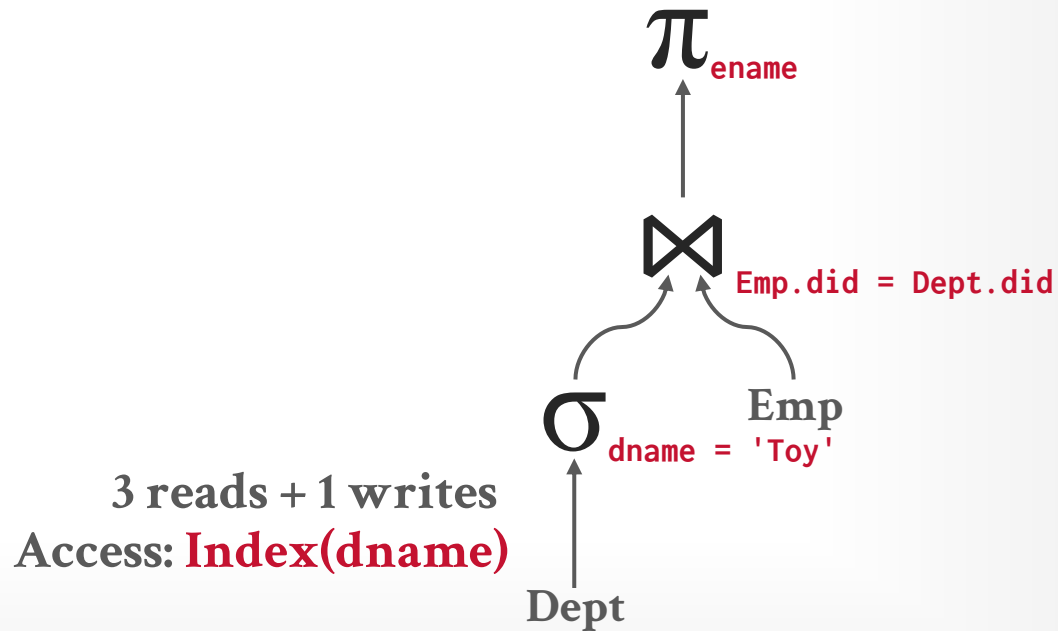 π ename
⋈ Emp.did = Dept.did
σ dname = 'Toy'
Emp
3 reads + 1 writes
Access: Index(dname)
Dept